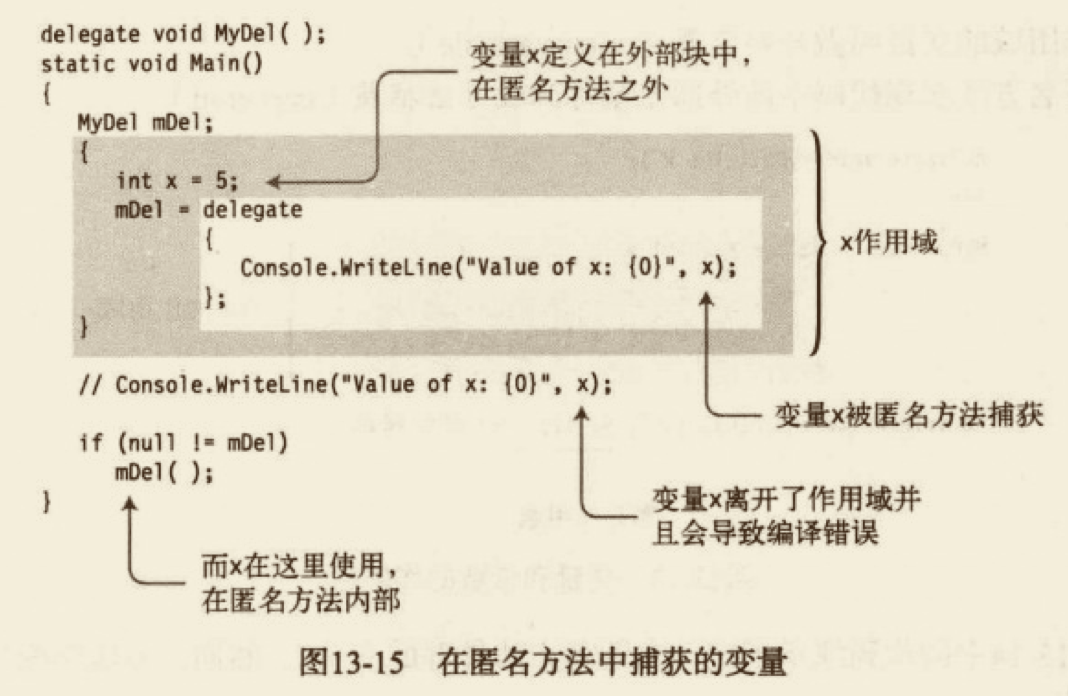 delegate void MyDel( );
static void Main()
{
变量x定义在外部块中，
在匿名方法之外
MyDel mDel;
{
int x = 5;
mDel = delegate
{
Console.WriteLine("Value of x: {0}", x);
};
}
x作用域
// Console.WriteLine("Value of x: {0}", x);
变量x被匿名方法捕获
if (null != mDel)
mDel( );
}
变量x离开了作用域并
且会导致编译错误
而x在这里使用，
在匿名方法内部
图13-15 在匿名方法中捕获的变量